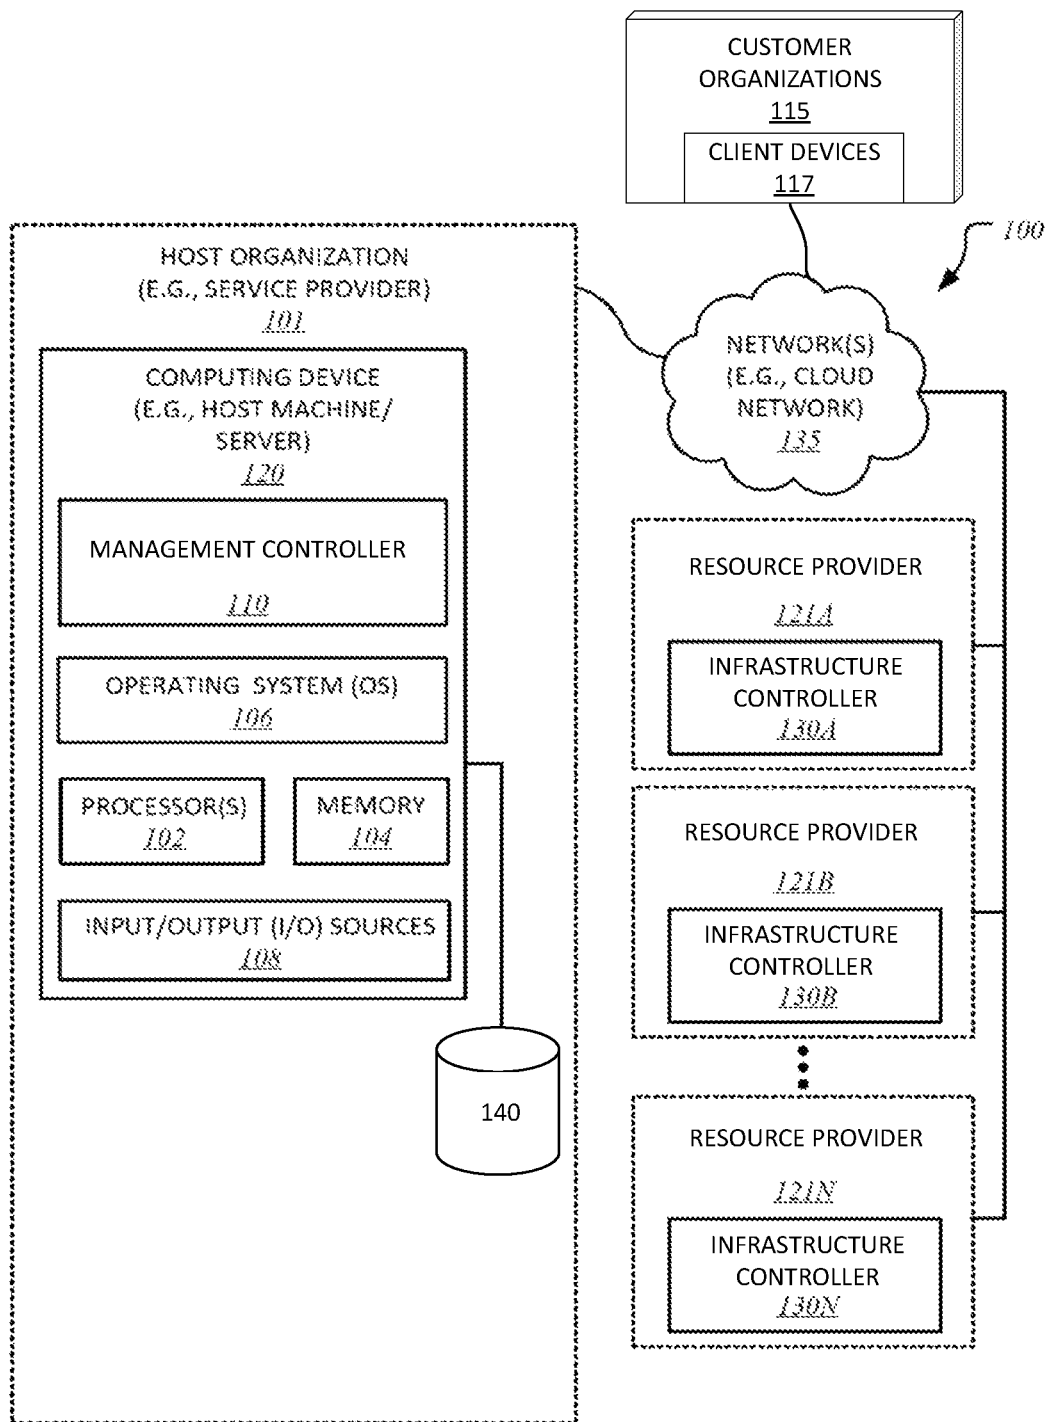 CUSTOMER
ORGANIZATIONS
115
CLIENT DEVICES
117
100
HOST ORGANIZATION
(E.G., SERVICE PROVIDER)
101
COMPUTING DEVICE
(E.G., HOST MACHINE/
SERVER)
120
MANAGEMENT CONTROLLER
110
OPERATING SYSTEM (OS)
106
PROCESSOR(S)
102
MEMORY
104
INPUT/OUTPUT (I/O) SOURCES
108
140
NETWORK(S)
(E.G., CLOUD
NETWORK)
135
RESOURCE PROVIDER
121A
INFRASTRUCTURE
CONTROLLER
130A
RESOURCE PROVIDER
121B
INFRASTRUCTURE
CONTROLLER
130B
RESOURCE PROVIDER
121N
INFRASTRUCTURE
CONTROLLER
130N